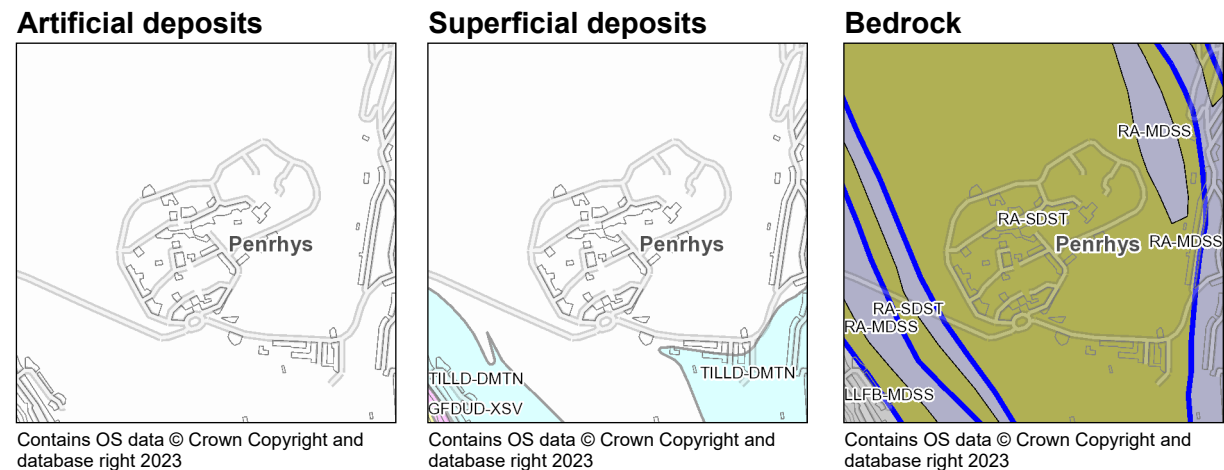 Artificial deposits
Penrhys
Contains OS data © Crown Copyright and
database right 2023
Superficial deposits
Penrhys
TILLD-DMTN
TILLD-DMTN
GFDUD-XSV
Contains OS data © Crown Copyright and
database right 2023
Bedrock
RA-MDSS
RA-SDST
Penrhys
RA-MDSS
RA-SDST
RA-MDSS
LLFB-MDSS
Contains OS data © Crown Copyright and
database right 2023